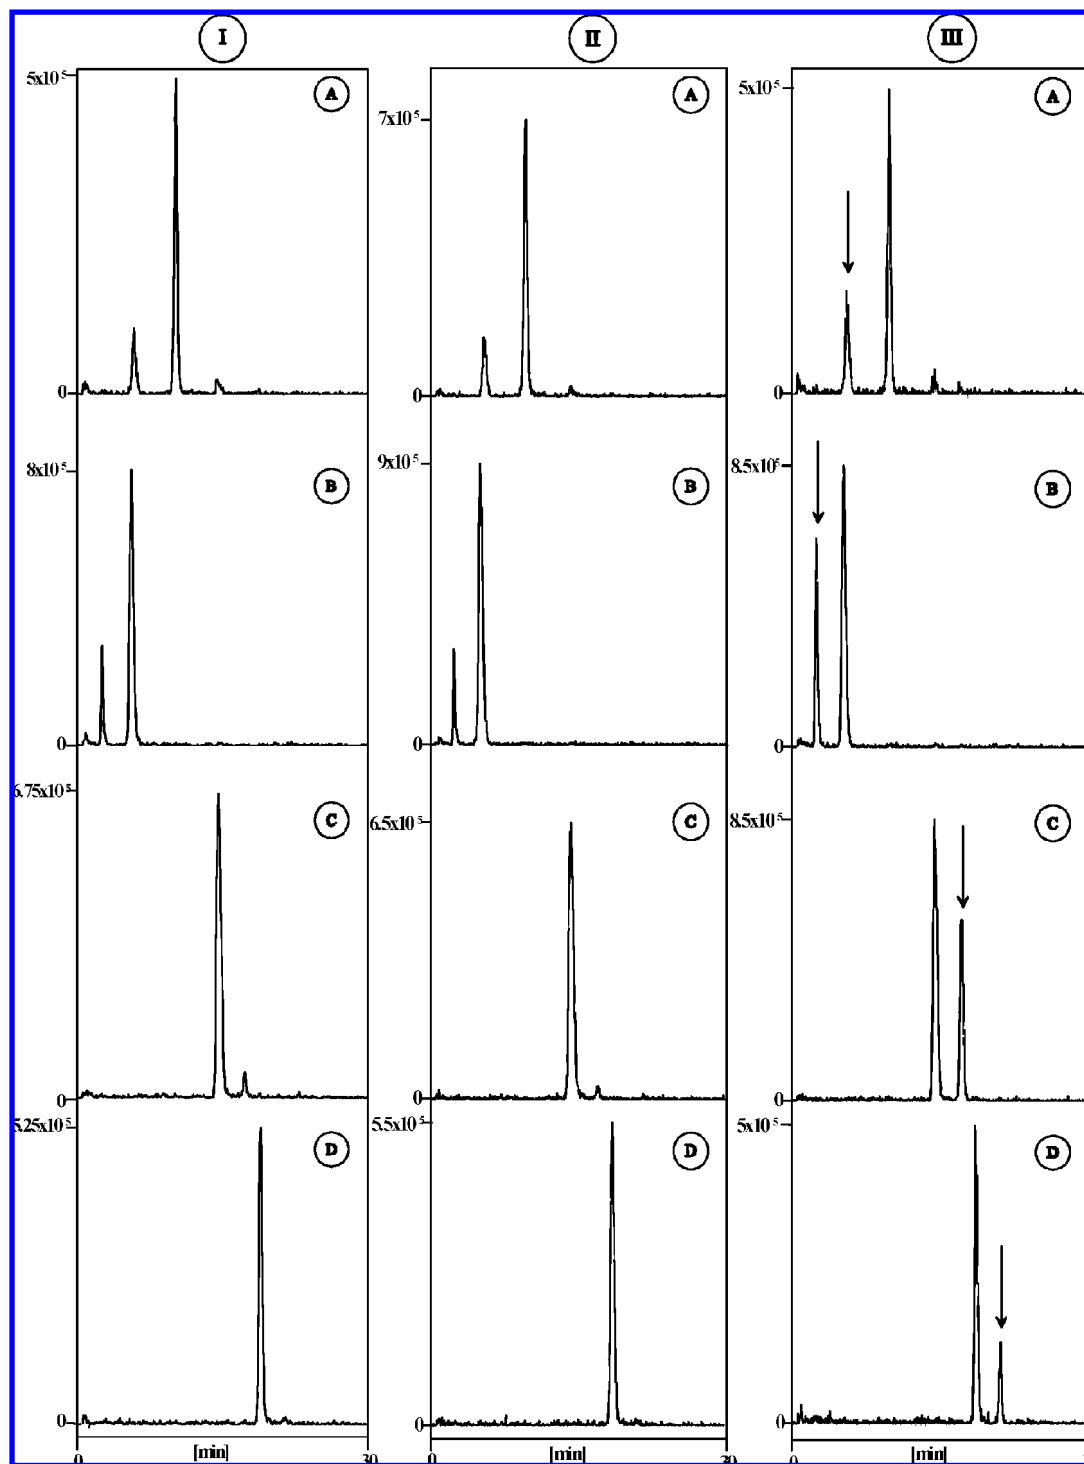 I II III
A A A
5x10⁵ 7x10⁵ 5x10⁵
0 0 0
B B B
8x10⁵ 9x10⁵ 8.5x10⁵
0 0 0
C C C
6.75x10⁵ 6.5x10⁵ 8.5x10⁵
0 0 0
D D D
5.25x10⁵ 5.5x10⁵ 5x10⁵
0 0 0
0 [min] 30 0 [min] 30 0 [min]